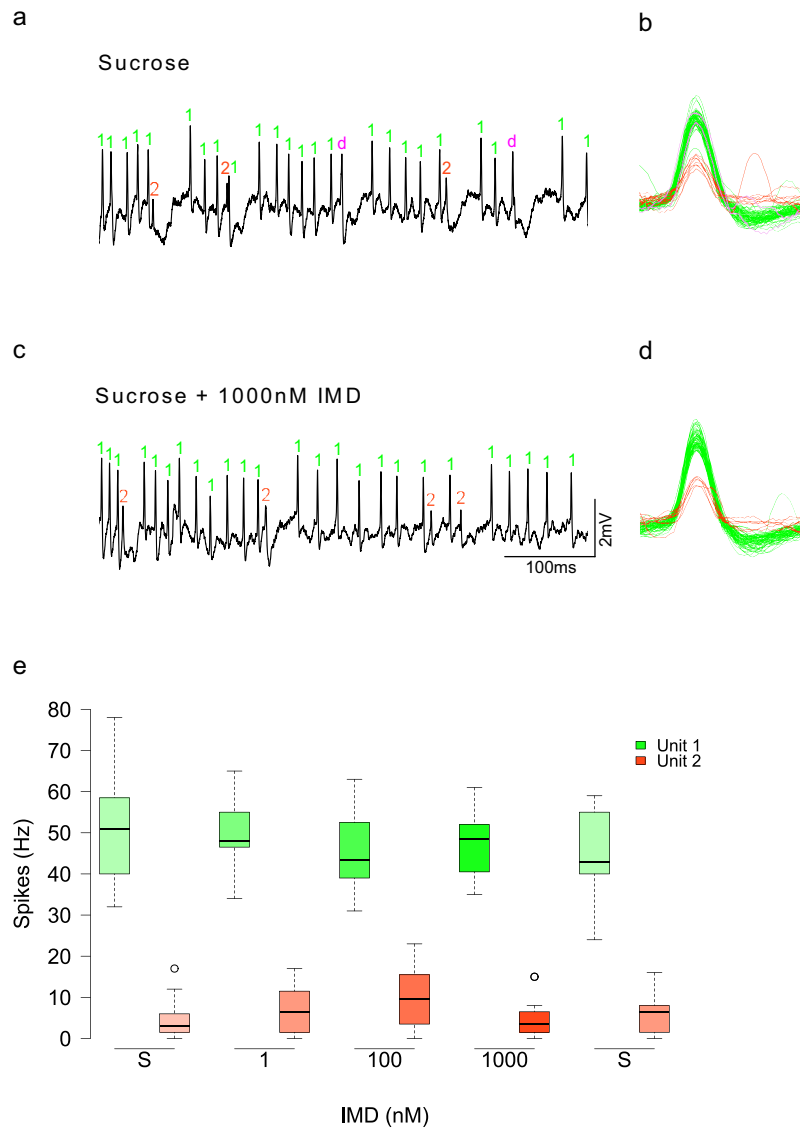 a
b
Sucrose
1 1 1 1 1 2 1 1 1 2 1 1 1 1 1 1 1 d 1 1 1 1 1 2 1 1 d 1 1
c
d
Sucrose + 1000nM IMD
1 1 1 2 1 1 1 1 1 1 1 1 1 2 1 1 1 1 1 1 1 2 1 2 1 1 1 1 1
2mV
100ms
e
80
70
60
50
40
30
20
10
0
Spikes (Hz)
Unit 1
Unit 2
S 1 100 1000 S
IMD (nM)